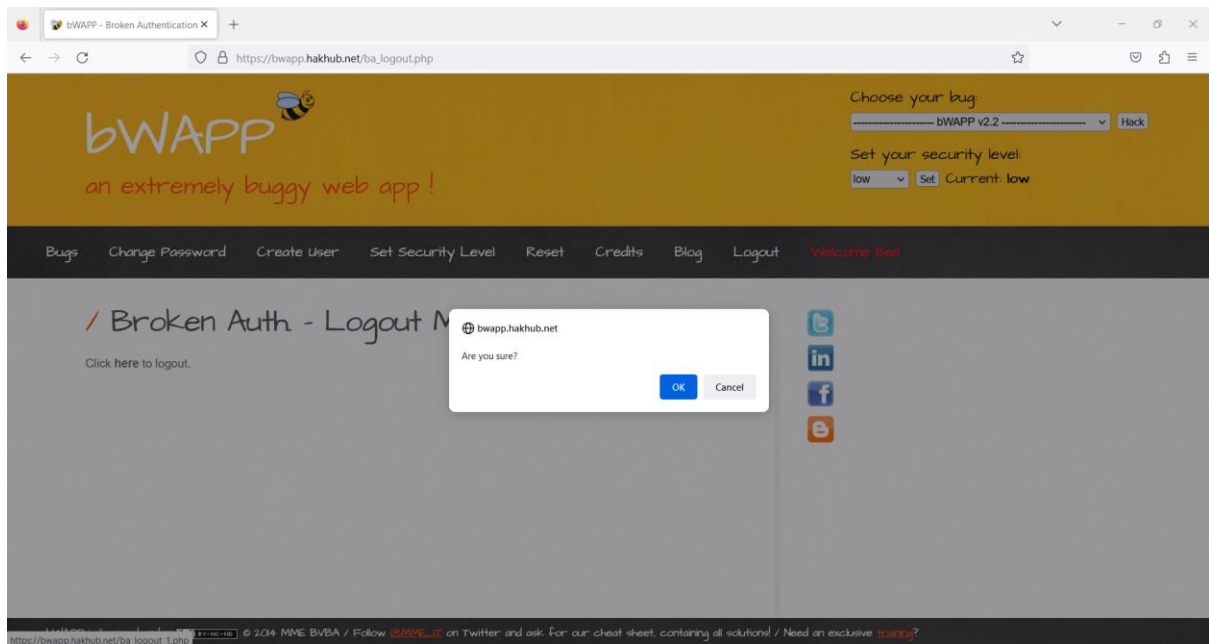 bWAPP - Broken Authentication
https://bwapp.hakhub.net/ba_logout.php
bWAPP
an extremely buggy web app !
Choose your bug:
bWAPP v2.2
Hack
Set your security level:
low Set Current: low
Bugs Change Password Create User Set Security Level Reset Credits Blog Logout Welcome Bee
/ Broken Auth. - Logout M
Click here to logout.
bwapp.hakhub.net
Are you sure?
OK Cancel
https://bwapp.hakhub.net/ba_logout_1.php
BY-NC-ND © 2014 MME BVBA / Follow @MME_IT on Twitter and ask for our cheat sheet, containing all solutions! / Need an exclusive training?